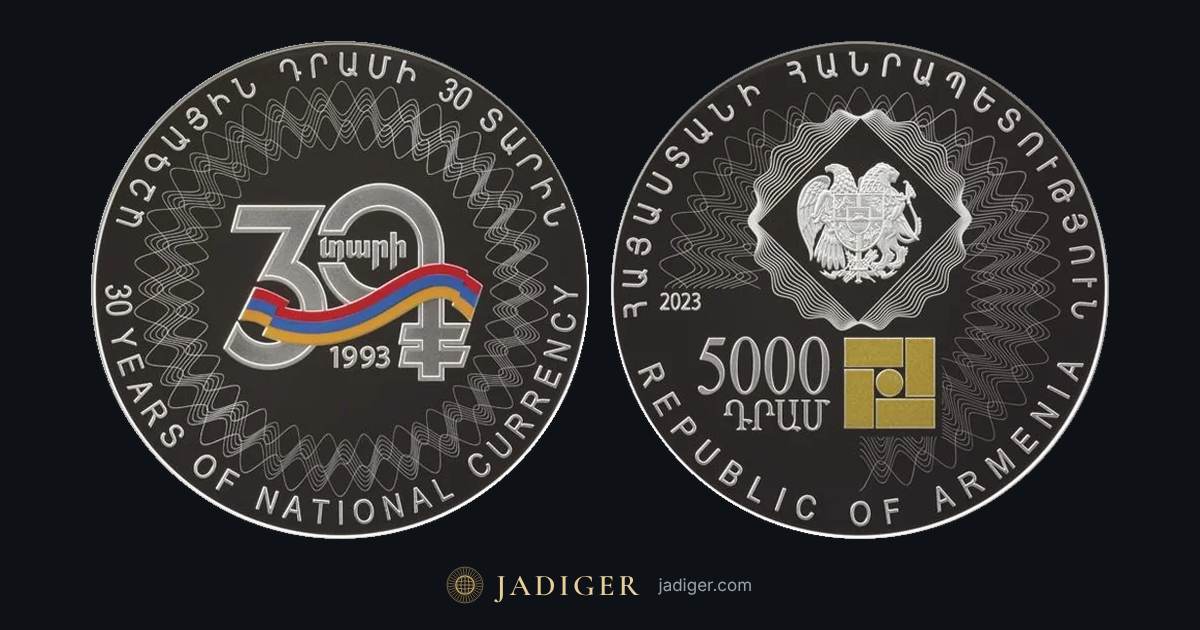 ԱԶԳԱՅԻՆ ԴՐԱՄԻ 30 ՏԱՐԻՆ
30
տարի
1993
30 YEARS OF NATIONAL CURRENCY
ՀԱՅԱՍՏԱՆԻ ՀԱՆՐԱՊԵՏՈՒԹՅՈՒՆ
2023
5000
ԴՐԱՄ
REPUBLIC OF ARMENIA
JADIGER jadiger.com